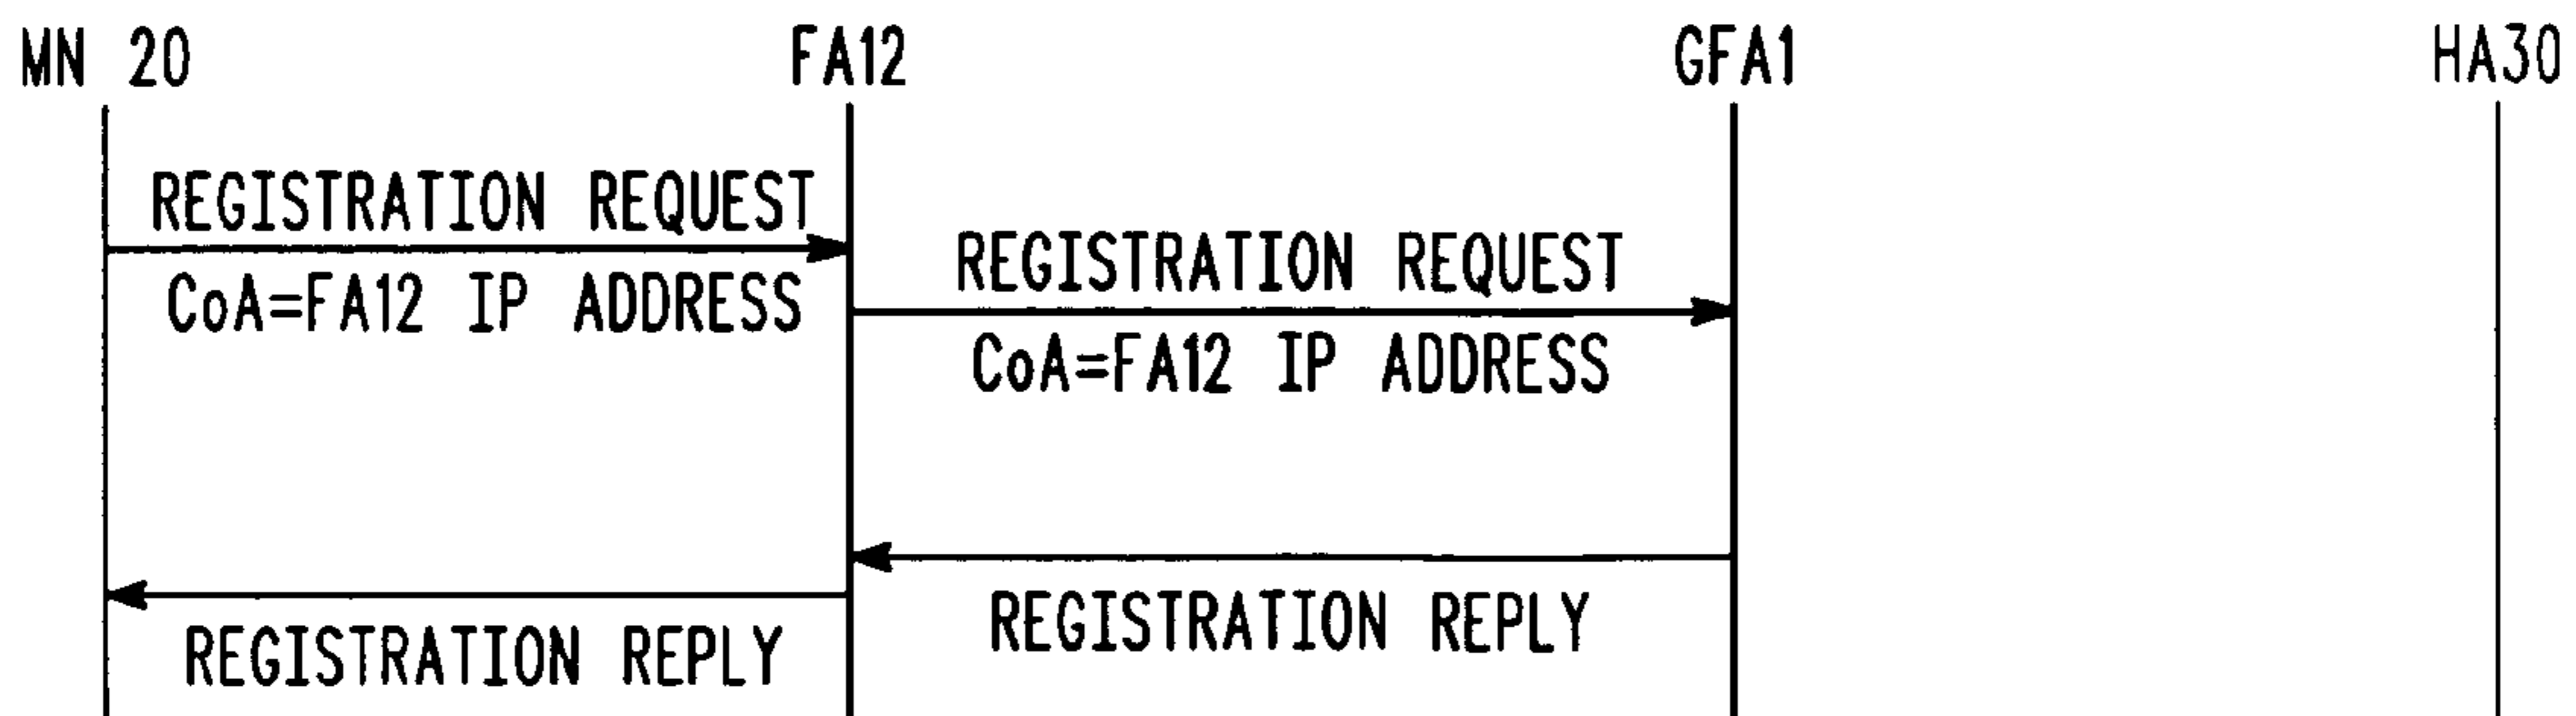 MN 20
FA12
GFA1
HA30
REGISTRATION REQUEST
CoA=FA12 IP ADDRESS
REGISTRATION REQUEST
CoA=FA12 IP ADDRESS
REGISTRATION REPLY
REGISTRATION REPLY